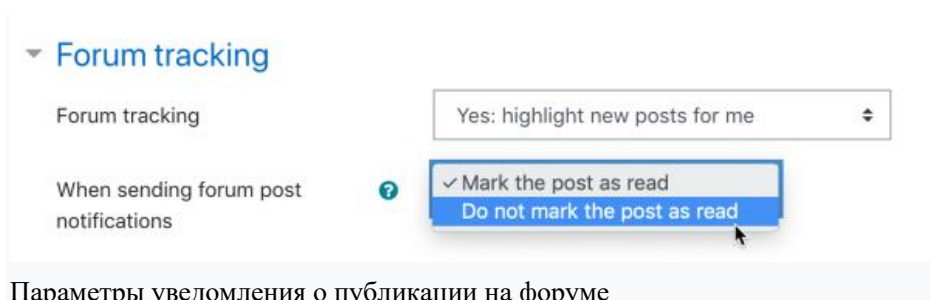 Forum tracking
Forum tracking
Yes: highlight new posts for me
When sending forum post
notifications
Mark the post as read
Do not mark the post as read
Параметры уведомления о публикации на форуме